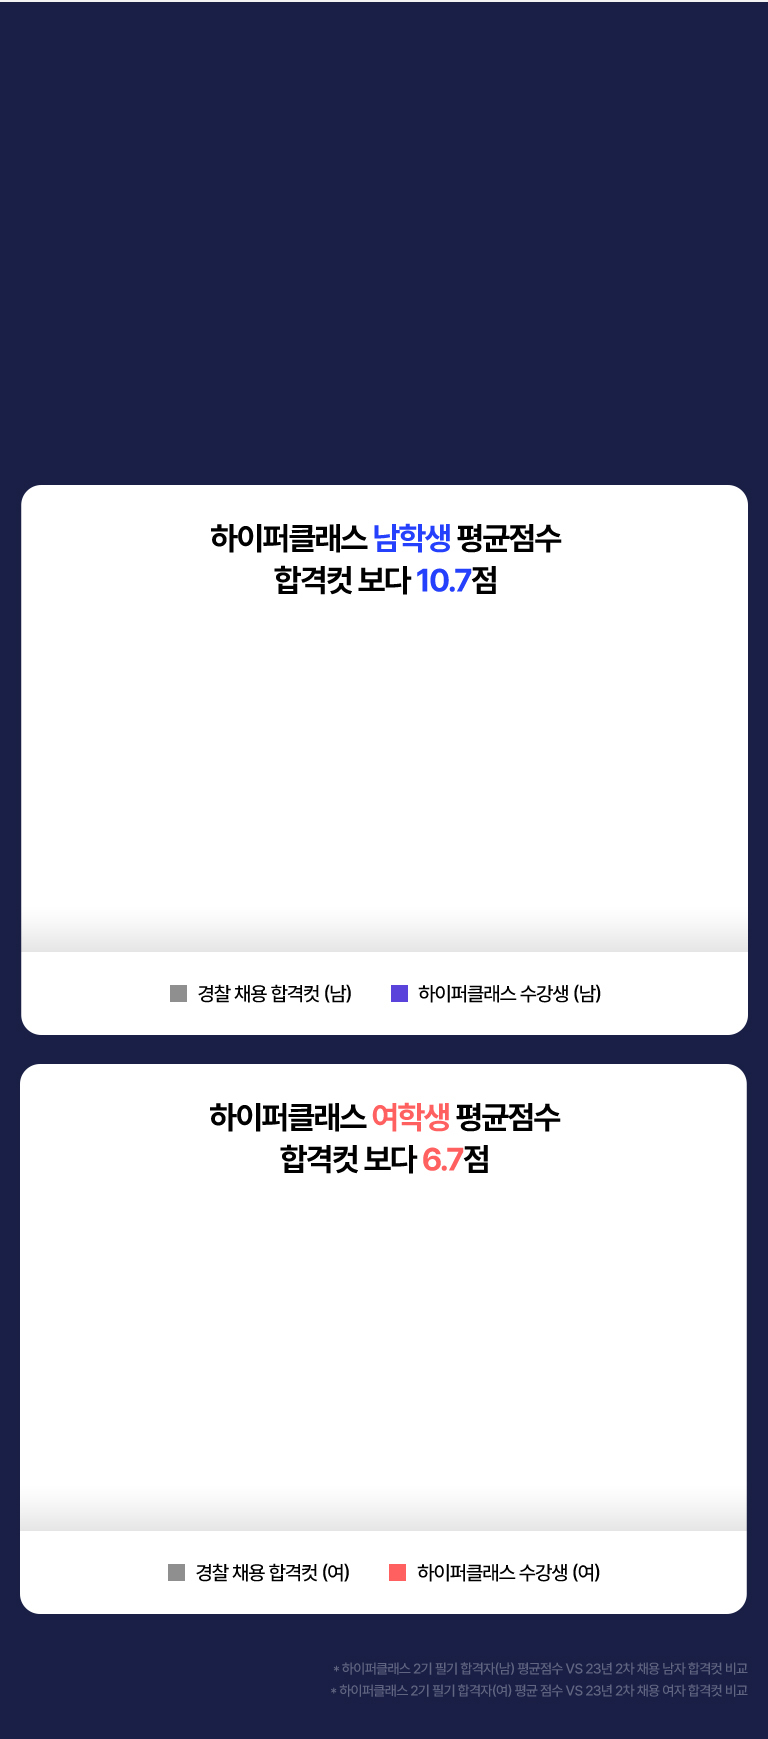 하이퍼클래스 남학생 평균점수
합격컷 보다 10.7점
경찰 채용 합격컷 (남)
하이퍼클래스 수강생 (남)
하이퍼클래스 여학생 평균점수
합격컷 보다 6.7점
경찰 채용 합격컷 (여)
하이퍼클래스 수강생 (여)
* 하이퍼클래스 2기 필기 합격자(남) 평균점수 VS 23년 2차 채용 남자 합격컷 비교
* 하이퍼클래스 2기 필기 합격자(여) 평균 점수 VS 23년 2차 채용 여자 합격컷 비교